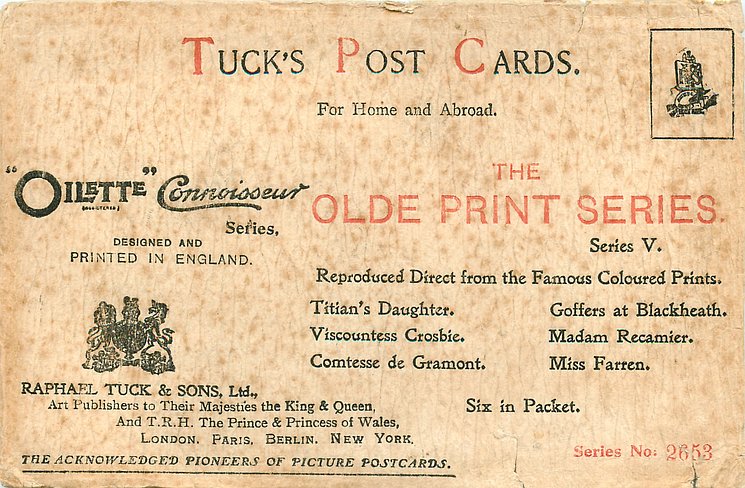 TUCK'S POST CARDS.
For Home and Abroad.
"OILETTE" Connoisseur
(REGISTERED)
Series,
DESIGNED AND
PRINTED IN ENGLAND.
THE
OLDE PRINT SERIES.
Series V.
Reproduced Direct from the Famous Coloured Prints.
Titian's Daughter.
Viscountess Crosbie.
Comtesse de Gramont.
Goffers at Blackheath.
Madam Recamier.
Miss Farren.
Six in Packet.
RAPHAEL TUCK & SONS, Ltd.,
Art Publishers to Their Majesties the King & Queen,
And T.R.H. The Prince & Princess of Wales,
LONDON, PARIS, BERLIN, NEW YORK.
THE ACKNOWLEDGED PIONEERS OF PICTURE POSTCARDS.
Series No: 2653